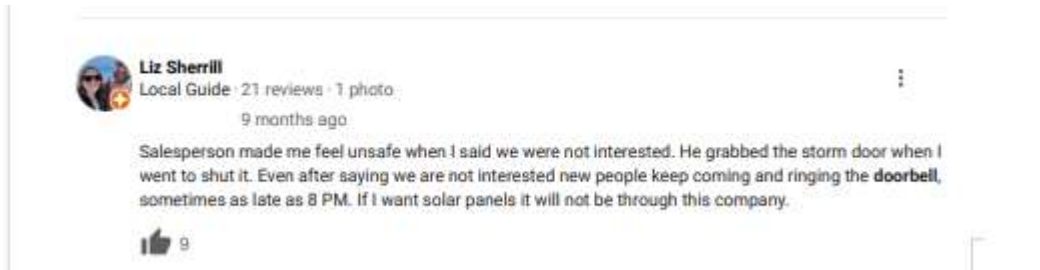 Liz Sherrill
Local Guide · 21 reviews · 1 photo
9 months ago
Salesperson made me feel unsafe when I said we were not interested. He grabbed the storm door when I
went to shut it. Even after saying we are not interested new people keep coming and ringing the doorbell,
sometimes as late as 8 PM. If I want solar panels it will not be through this company.
9